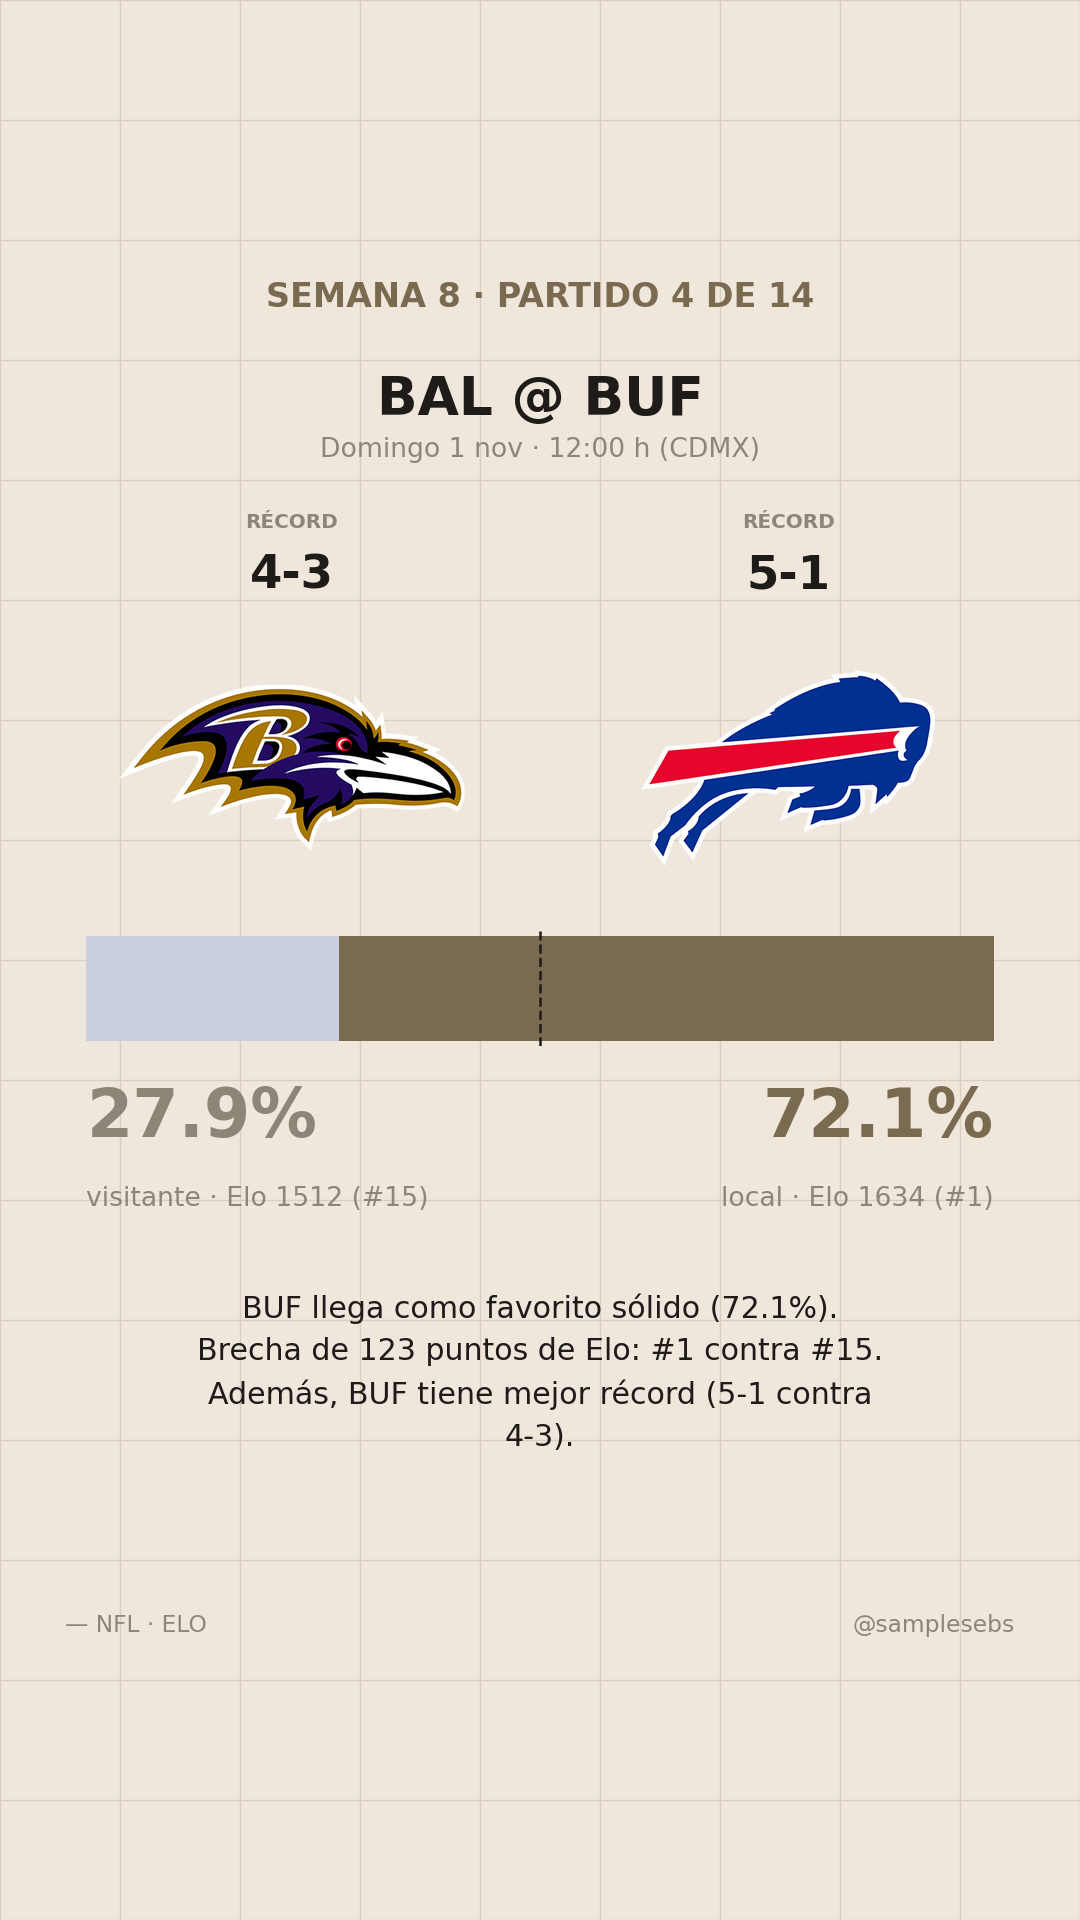 SEMANA 8 · PARTIDO 4 DE 14
BAL @ BUF
Domingo 1 nov · 12:00 h (CDMX)
RÉCORD
4-3
RÉCORD
5-1
B
27.9%
72.1%
visitante · Elo 1512 (#15)
local · Elo 1634 (#1)
BUF llega como favorito sólido (72.1%).
Brecha de 123 puntos de Elo: #1 contra #15.
Además, BUF tiene mejor récord (5-1 contra
4-3).
— NFL · ELO
@samplesebs